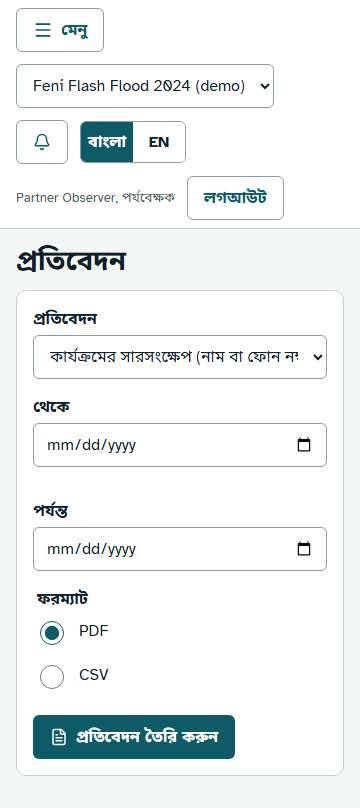 মেনু
Feni Flash Flood 2024 (demo)
বাংলা EN
Partner Observer, পর্যবেক্ষক লগআউট
প্রতিবেদন
প্রতিবেদন
কার্যক্রমের সারসংক্ষেপ (নাম বা ফোন
থেকে
mm/dd/yyyy
পর্যন্ত
mm/dd/yyyy
ফরম্যাট
PDF
CSV
প্রতিবেদন তৈরি করুন